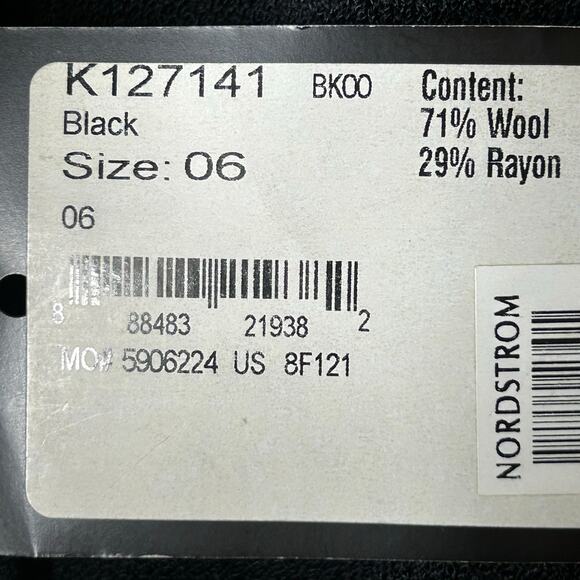 K127141 BK00
Black
Size: 06
06
Content:
71% Wool
29% Rayon
8 88483 21938 2
MO# 5906224 US 8F121
NORDSTROM